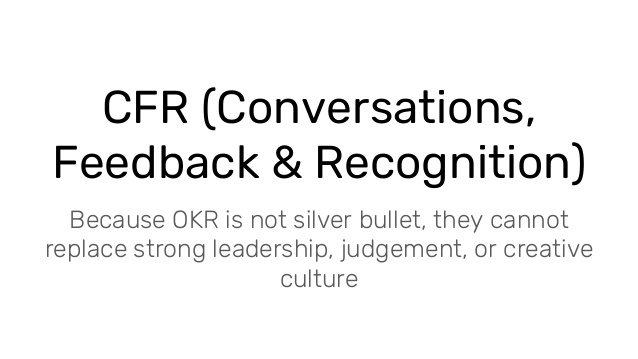 CFR (Conversations,
Feedback & Recognition)
Because OKR is not silver bullet, they cannot
replace strong leadership, judgement, or creative
culture